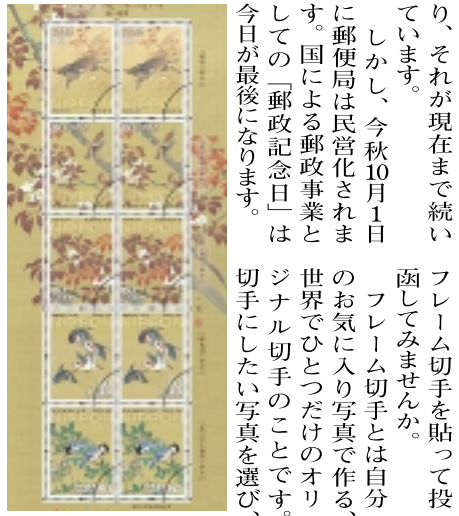 り、それが現在まで続い
ています。
しかし、今秋10月1日
に郵便局は民営化されま
す。国による郵政事業と
しての「郵政記念日」は
今日が最後になります。
フレーム切手を貼って投
函してみませんか。
フレーム切手とは自分
のお気に入り写真で作る、
世界でひとつだけのオリ
ジナル切手のことです。
切手にしたい写真を選び、